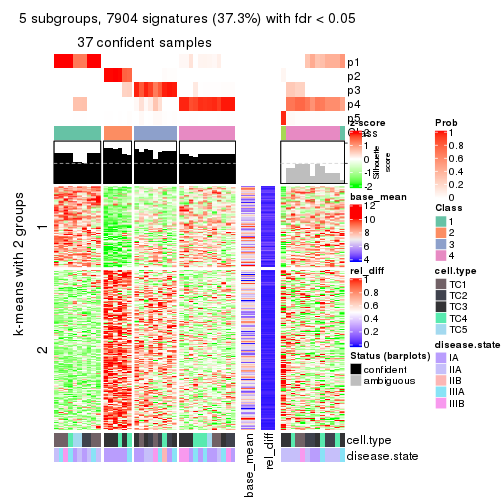 5 subgroups, 7904 signatures (37.3%) with fdr < 0.05
37 confident samples
p1
p2
p3
p4
p5
Class
k-means with 2 groups
1
2
z-score
2
1
0
-1
-2
Silhouette
score
base_mean
12
10
8
6
4
rel_diff
1
0.8
0.6
0.4
0.2
0
Status (barplots)
confident
ambiguous
Prob
1
0.8
0.6
0.4
0.2
0
Class
1
2
3
4
cell.type
TC1
TC2
TC3
TC4
TC5
disease.state
IA
IIA
IIB
IIIA
IIIB
cell.type
disease.state
base_mean
rel_diff